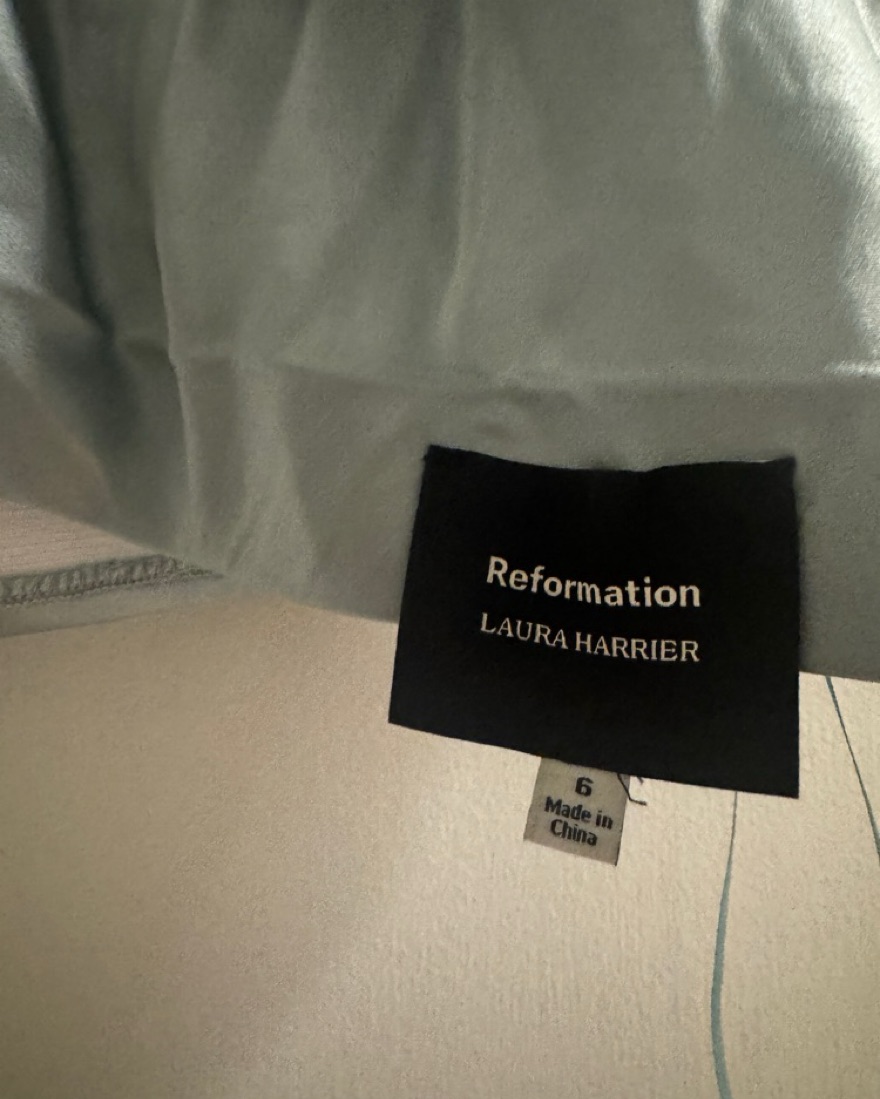 Reformation
LAURA HARRIER
6
Made in
China